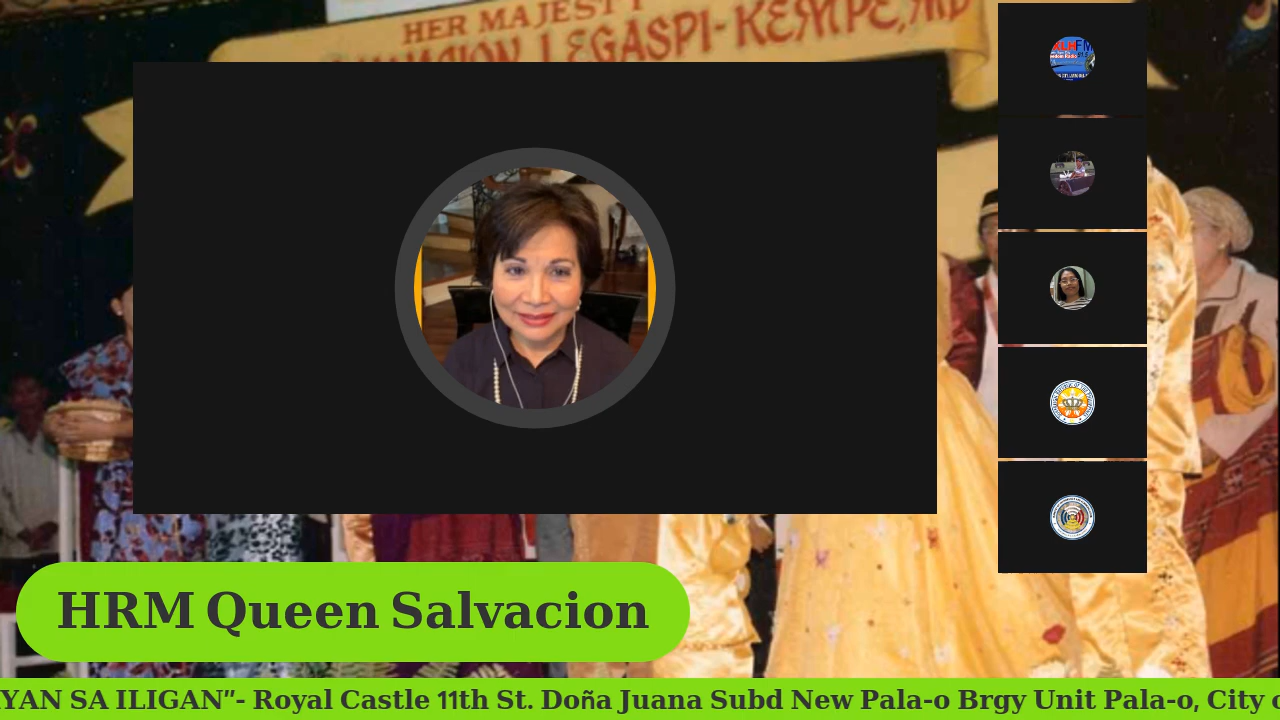 HER MAJESTY
LEGASPI-KEMPE, MD
HRM Queen Salvacion
YAN SA ILIGAN"- Royal Castle 11th St. Doña Juana Subd New Pala-o Brgy Unit Pala-o, City